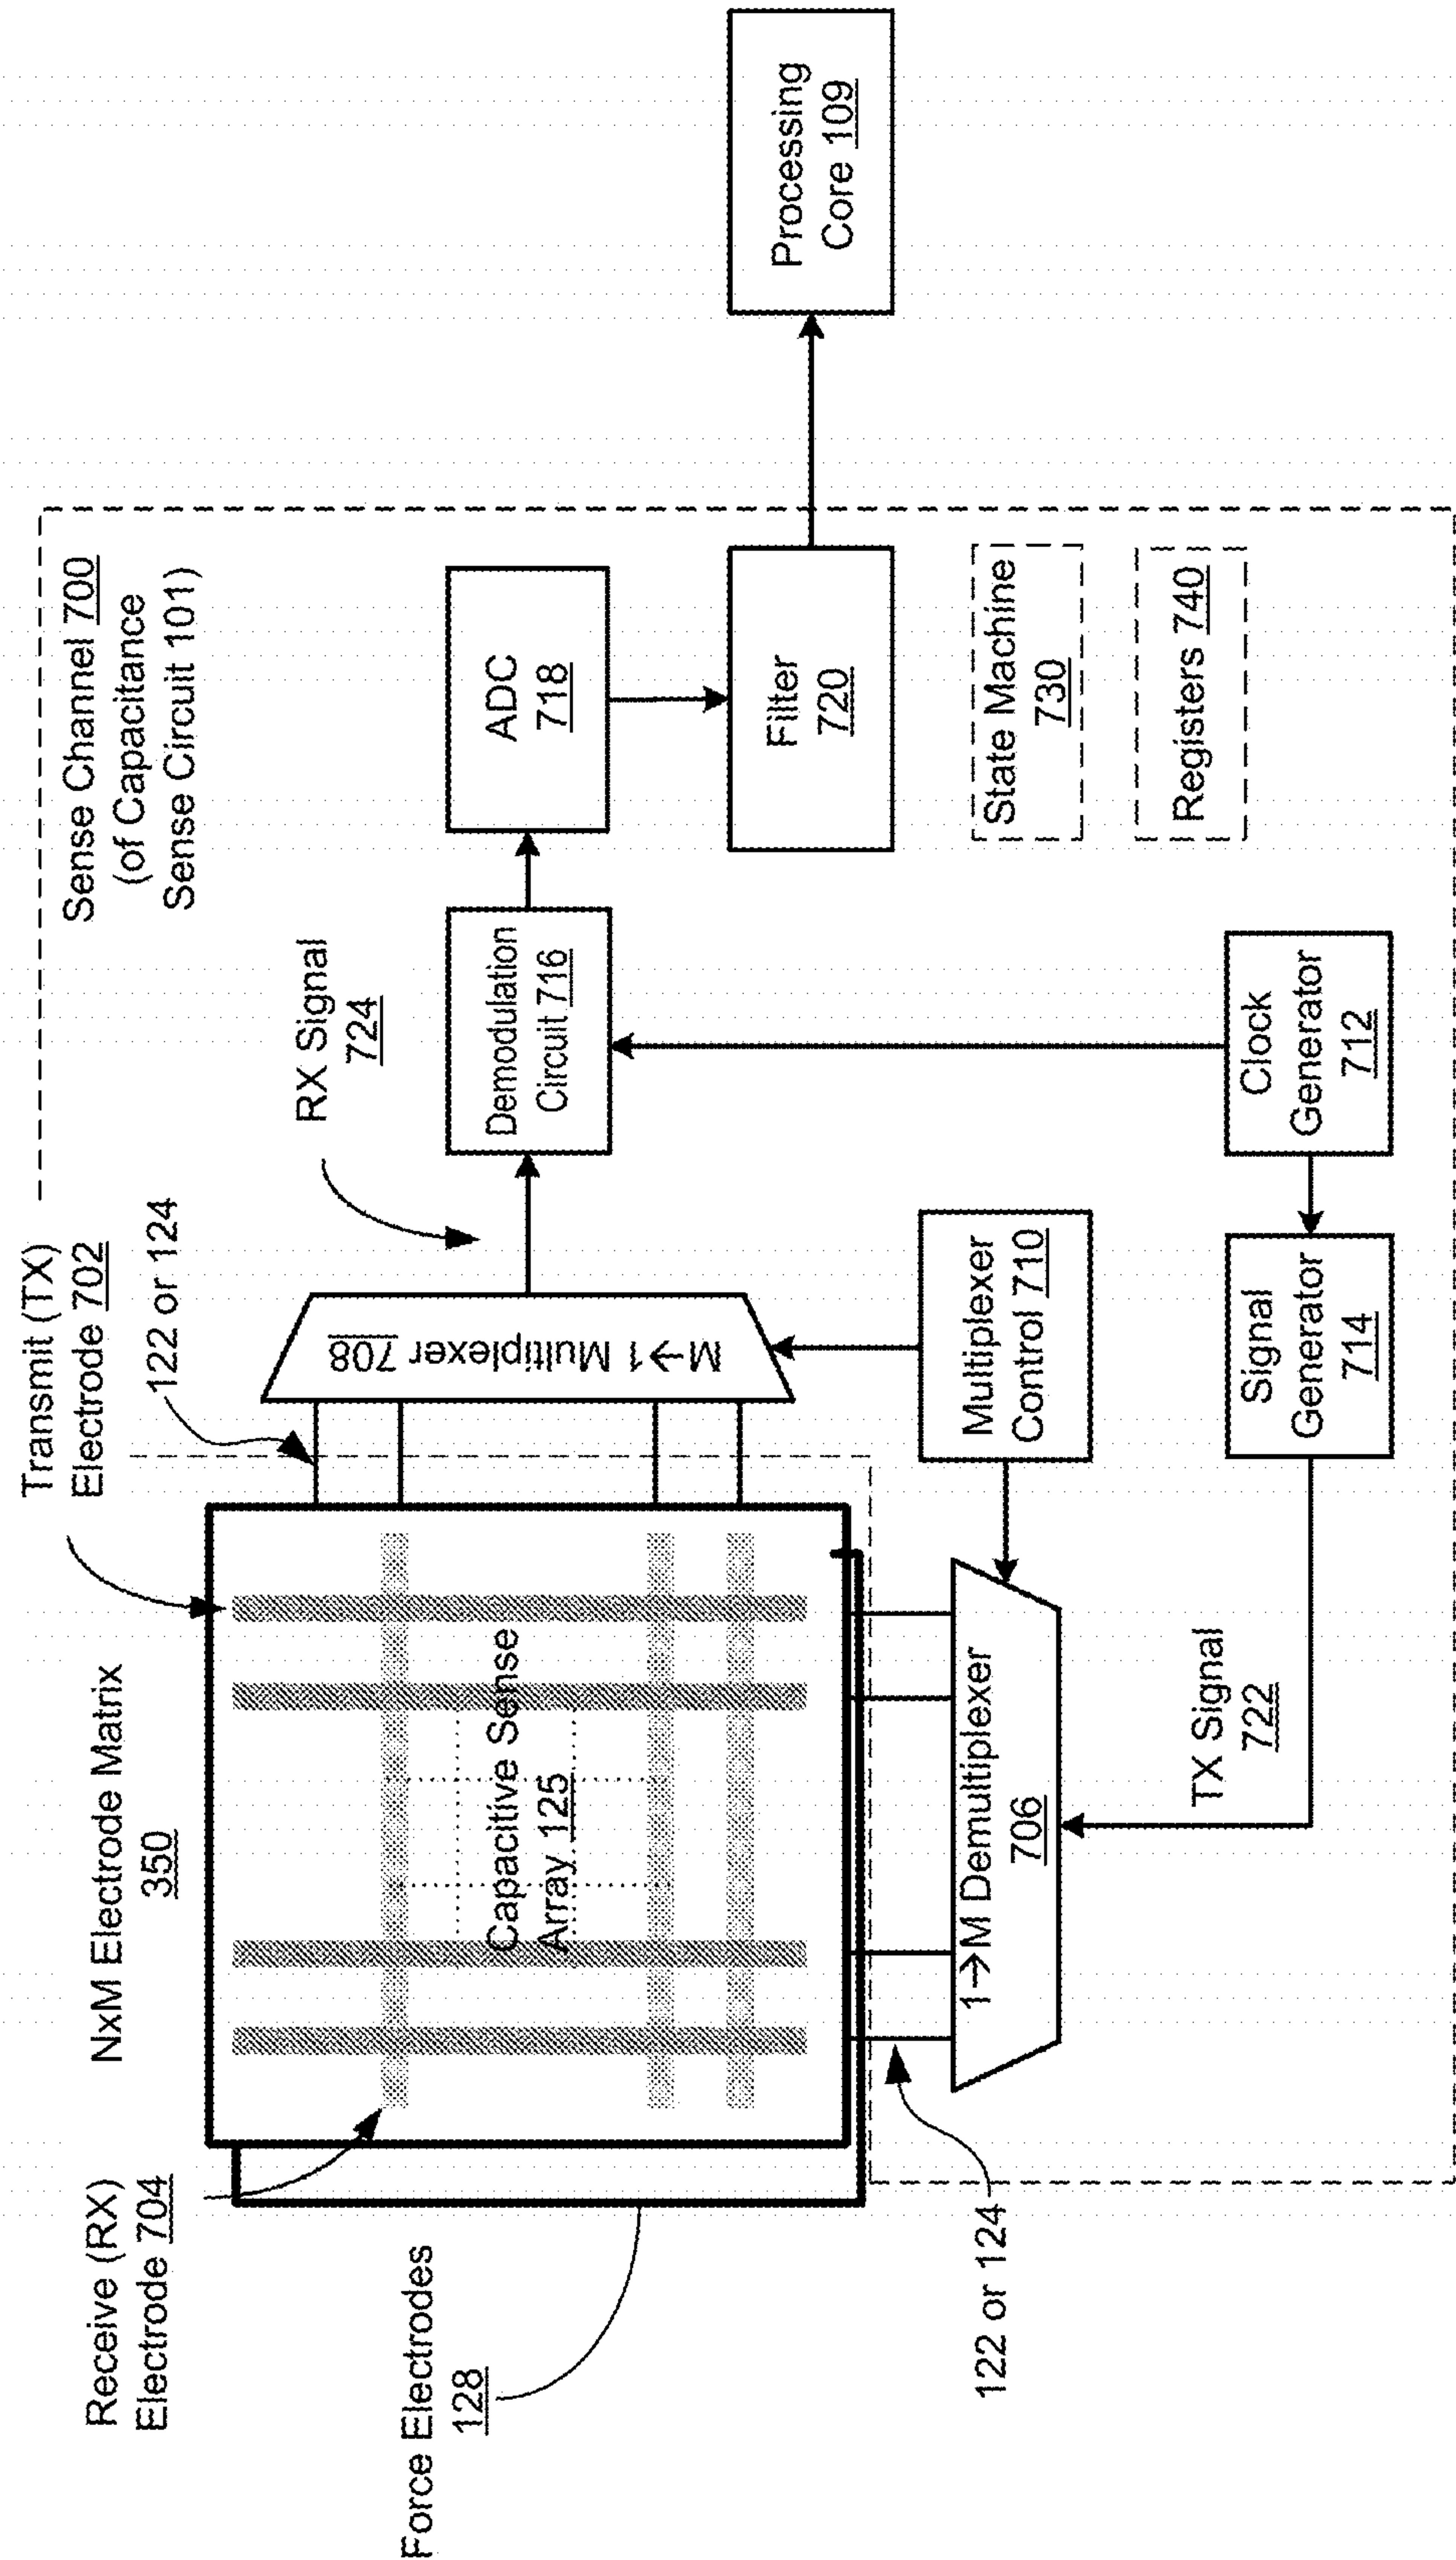 Force Electrodes
128
Receive (RX)
Electrode 704
NxM Electrode Matrix
350
Transmit (TX)
Electrode 702
122 or 124
Capacitive Sense
Array 125
M→1 Multiplexer 708
RX Signal
724
Sense Channel 700
(of Capacitance
Sense Circuit 101)
Demodulation
Circuit 716
ADC
718
Filter
720
Processing
Core 109
122 or 124
1→M Demultiplexer
706
Multiplexer
Control 710
State Machine
730
Registers 740
TX Signal
722
Signal
Generator
714
Clock
Generator
712